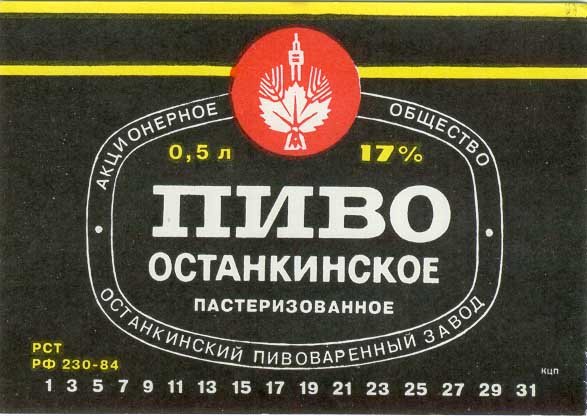 АКЦИОНЕРНОЕ ОБЩЕСТВО
0,5 л 17%
ПИВО
ОСТАНКИНСКОЕ
ПАСТЕРИЗОВАННОЕ
ОСТАНКИНСКИЙ ПИВОВАРЕННЫЙ ЗАВОД
РСТ
РФ 230-84
кцп
1 3 5 7 9 11 13 15 17 19 21 23 25 27 29 31